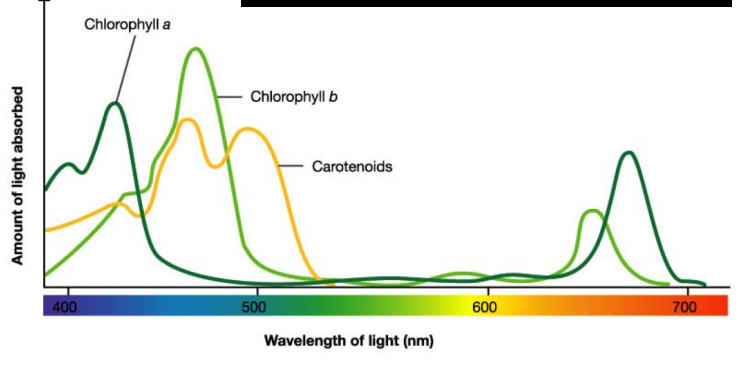 Chlorophyll a
Chlorophyll b
Carotenoids
Amount of light absorbed
400 500 600 700
Wavelength of light (nm)